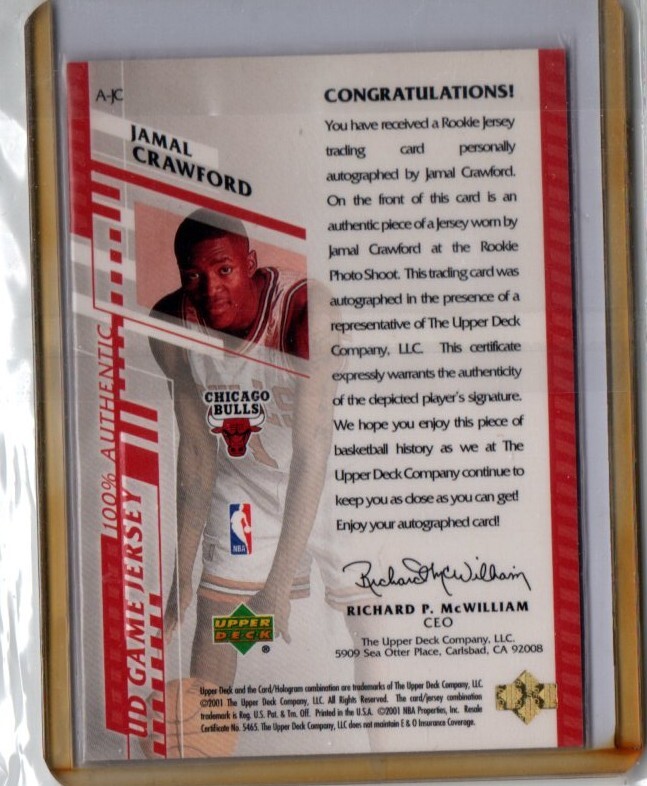 A-JC
JAMAL
CRAWFORD
100% AUTHENTIC
UD GAME JERSEY
CHICAGO
BULLS
NBA
UPPER
DECK
®
CONGRATULATIONS!
You have received a Rookie Jersey
trading card personally
autographed by Jamal Crawford.
On the front of this card is an
authentic piece of a Jersey worn by
Jamal Crawford at the Rookie
Photo Shoot. This trading card was
autographed in the presence of a
representative of The Upper Deck
Company, LLC. This certificate
expressly warrants the authenticity
of the depicted player's signature.
We hope you enjoy this piece of
basketball history as we at The
Upper Deck Company continue to
keep you as close as you can get!
Enjoy your autographed card!
Richard McWilliam
RICHARD P. McWILLIAM
CEO
The Upper Deck Company, LLC.
5909 Sea Otter Place, Carlsbad, CA 92008
Upper Deck and the Card/Hologram combination are trademarks of The Upper Deck Company, LLC
©2001 The Upper Deck Company, LLC. All Rights Reserved. The card/jersey combination
trademark is Reg. U.S. Pat. & Tm. Off. Printed in the U.S.A. ©2001 NBA Properties, Inc. Resale
Certificate No. 5465. The Upper Deck Company, LLC does not maintain E & O Insurance Coverage.